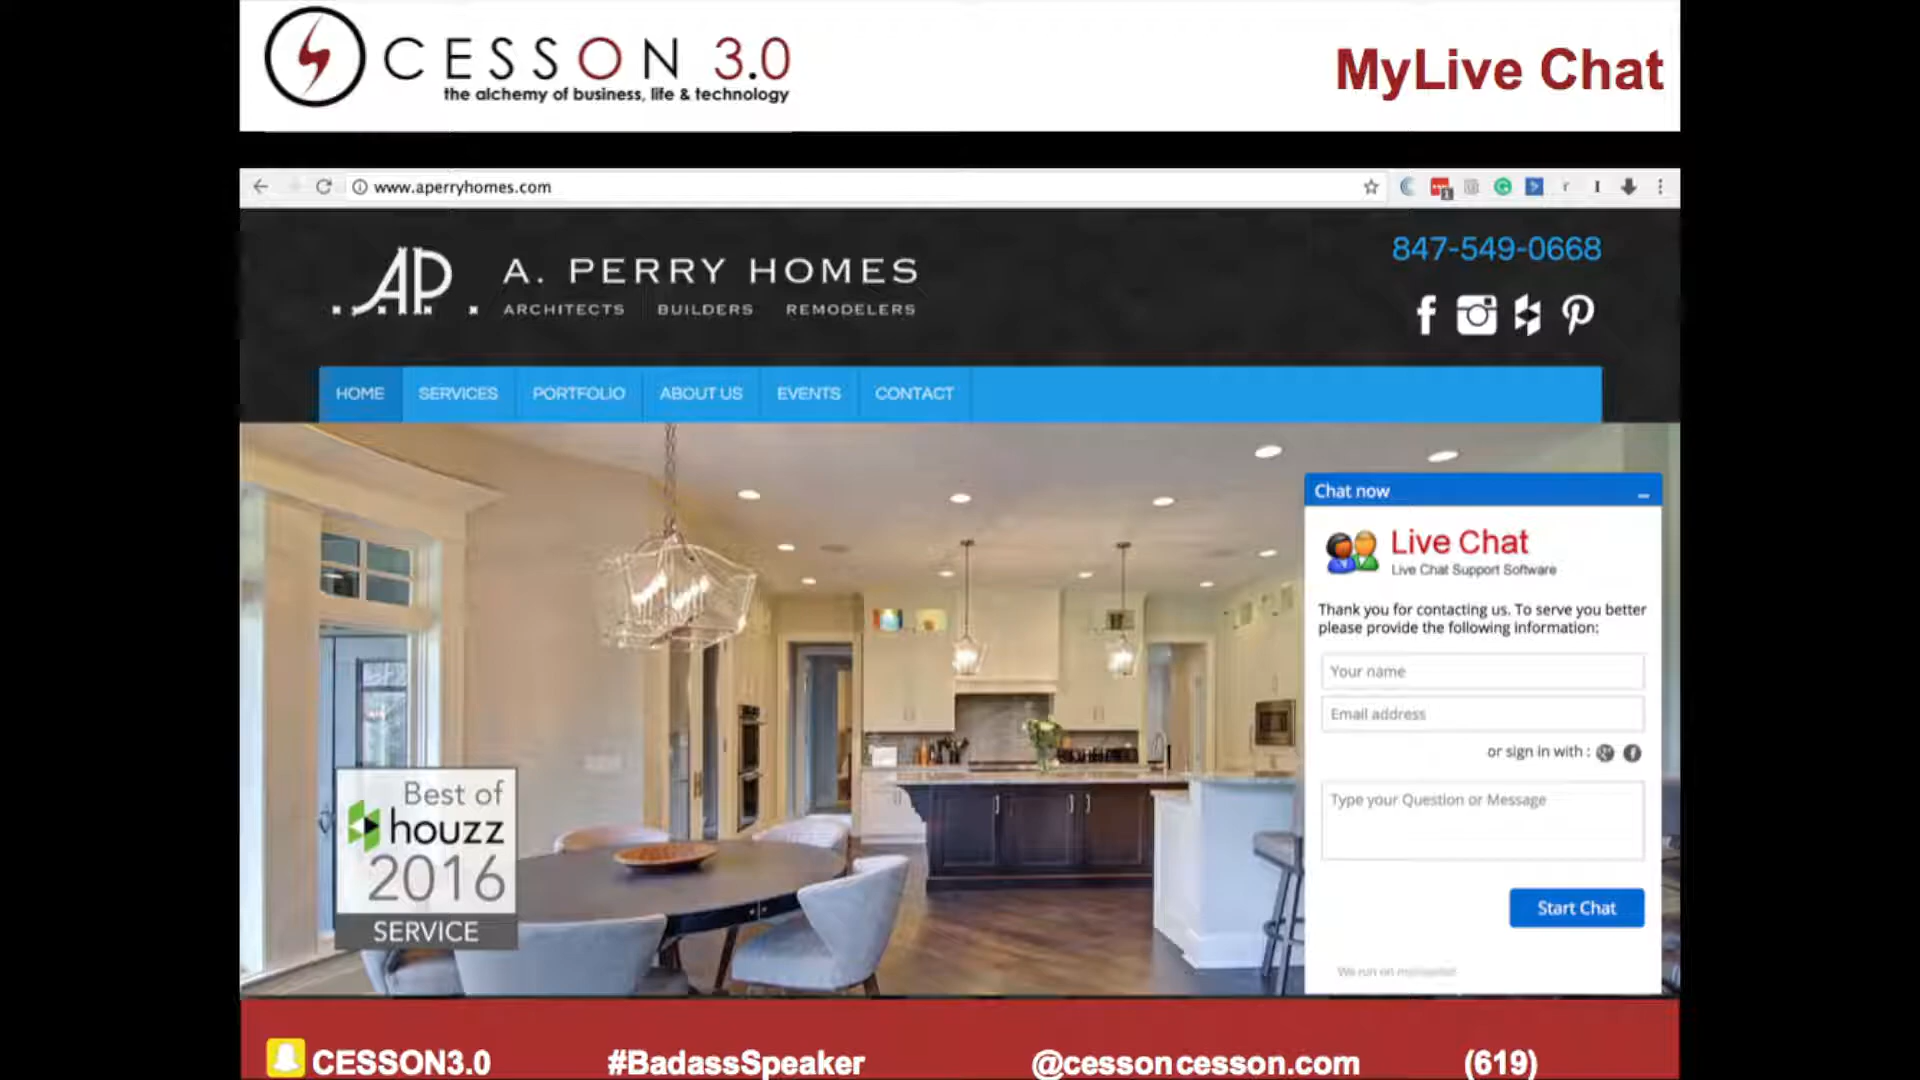 CESSON 3.0
the alchemy of business, life & technology
MyLive Chat
www.aperryhomes.com
AP
A. PERRY HOMES
ARCHITECTS BUILDERS REMODELERS
847-549-0668
HOME SERVICES PORTFOLIO ABOUT US EVENTS CONTACT
Chat now
Live Chat
Live Chat Support Software
Thank you for contacting us. To serve you better
please provide the following information:
Your name
Email address
or sign in with :
Type your Question or Message
Start Chat
We run on
Best of
houzz
2016
SERVICE
CESSON3.0 #BadassSpeaker @cessoncesson.com (619)